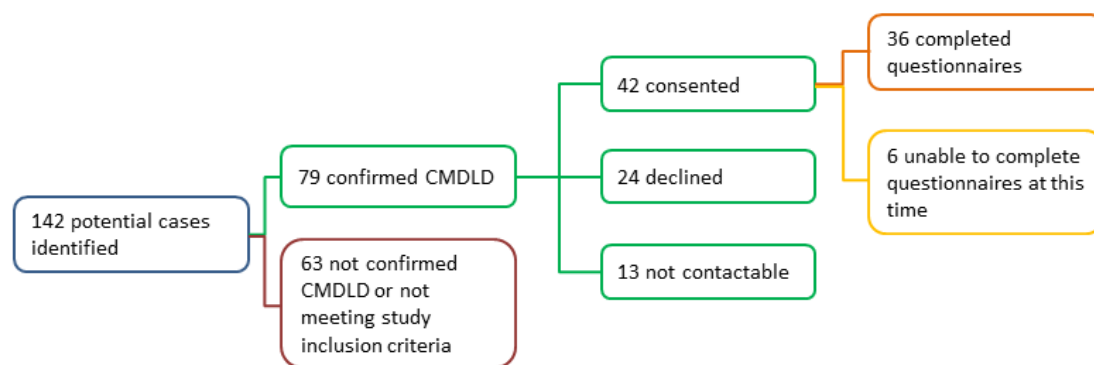 142 potential cases
identified
79 confirmed CMDLD
63 not confirmed
CMDLD or not
meeting study
inclusion criteria
42 consented
24 declined
13 not contactable
36 completed
questionnaires
6 unable to complete
questionnaires at this
time